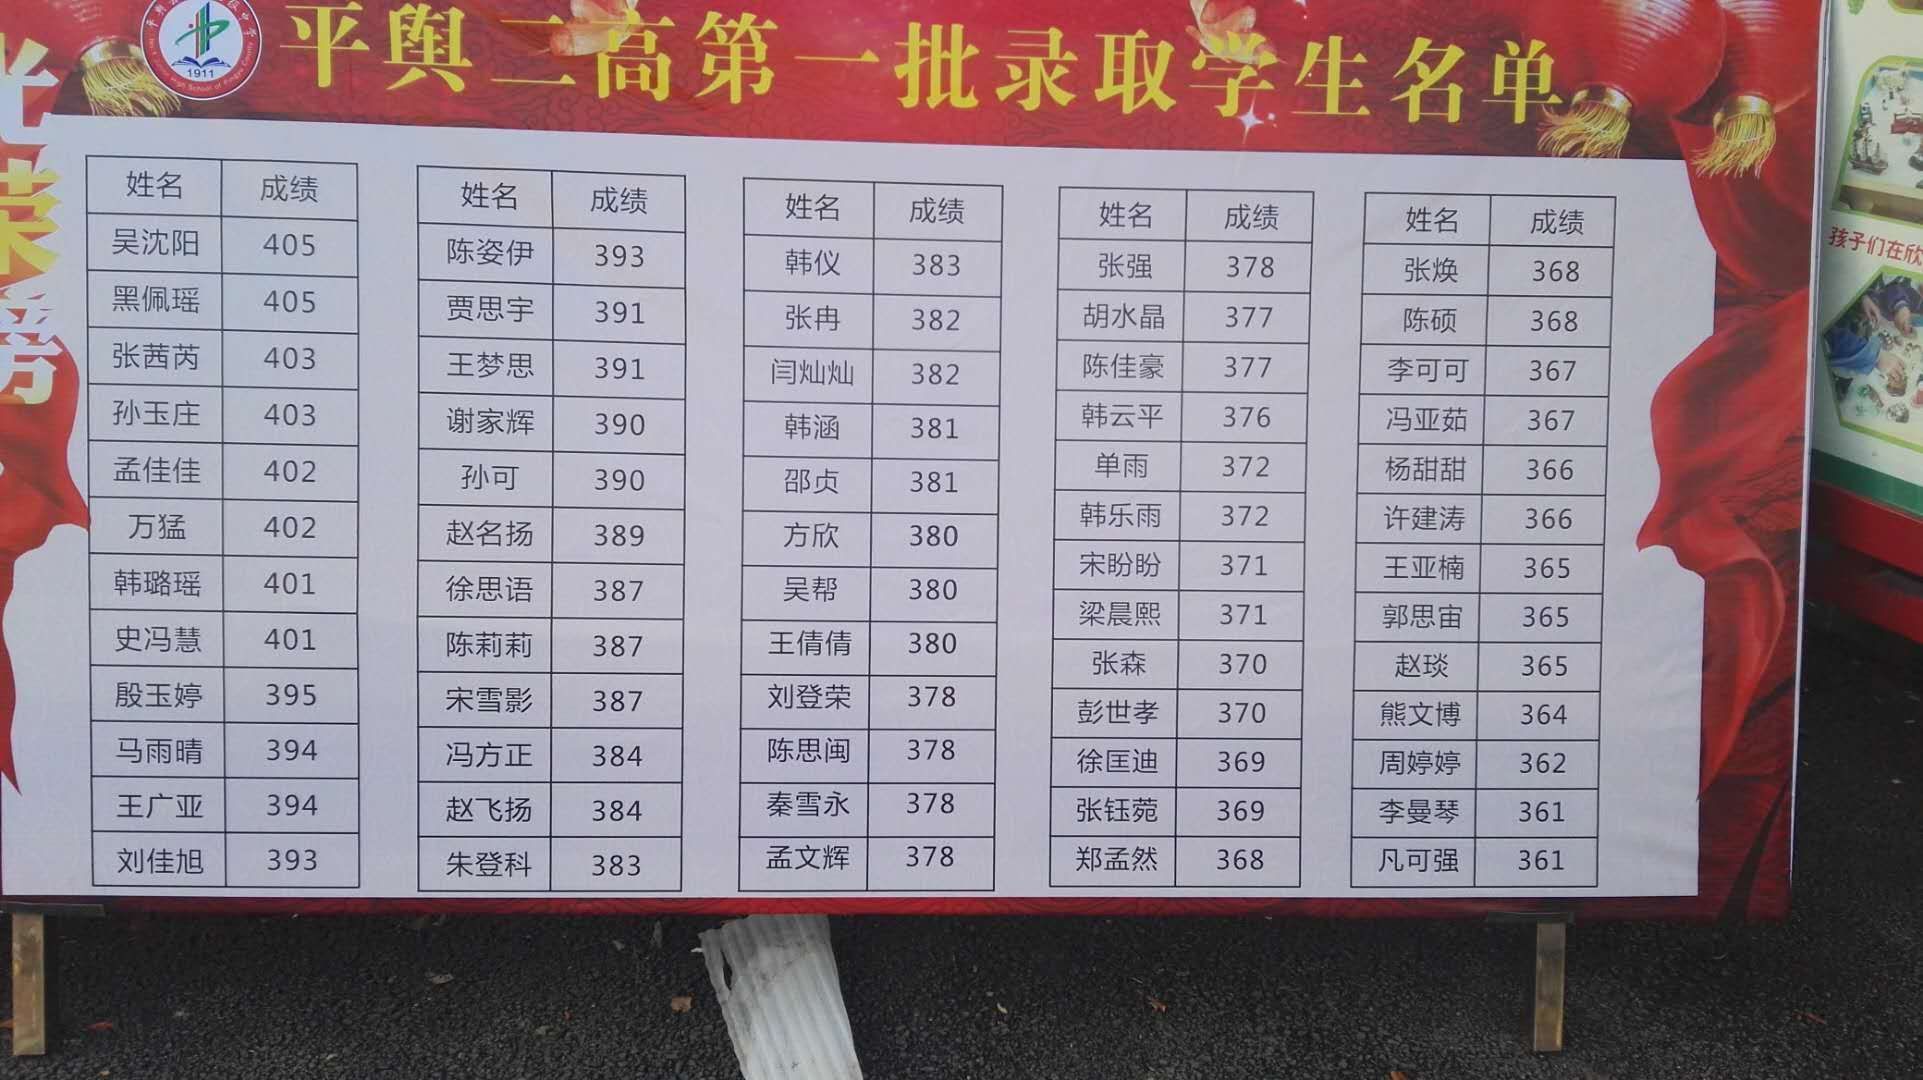 光荣榜
1911
平舆二高第一批录取学生名单
姓名 成绩
吴沈阳 405
黑佩瑶 405
张茜芮 403
孙玉庄 403
孟佳佳 402
万猛 402
韩璐瑶 401
史冯慧 401
殷玉婷 395
马雨晴 394
王广亚 394
刘佳旭 393
姓名 成绩
陈姿伊 393
贾思宇 391
王梦思 391
谢家辉 390
孙可 390
赵名扬 389
徐思语 387
陈莉莉 387
宋雪影 387
冯方正 384
赵飞扬 384
朱登科 383
姓名 成绩
韩仪 383
张冉 382
闫灿灿 382
韩涵 381
邵贞 381
方欣 380
吴帮 380
王倩倩 380
刘登荣 378
陈思闽 378
秦雪永 378
孟文辉 378
姓名 成绩
张强 378
胡水晶 377
陈佳豪 377
韩云平 376
单雨 372
韩乐雨 372
宋盼盼 371
梁晨熙 371
张森 370
彭世孝 370
徐匡迪 369
张钰菀 369
郑孟然 368
姓名 成绩
张焕 368
陈硕 368
李可可 367
冯亚茹 367
杨甜甜 366
许建涛 366
王亚楠 365
郭思宙 365
赵琰 365
熊文博 364
周婷婷 362
李曼琴 361
凡可强 361
孩子们在欣